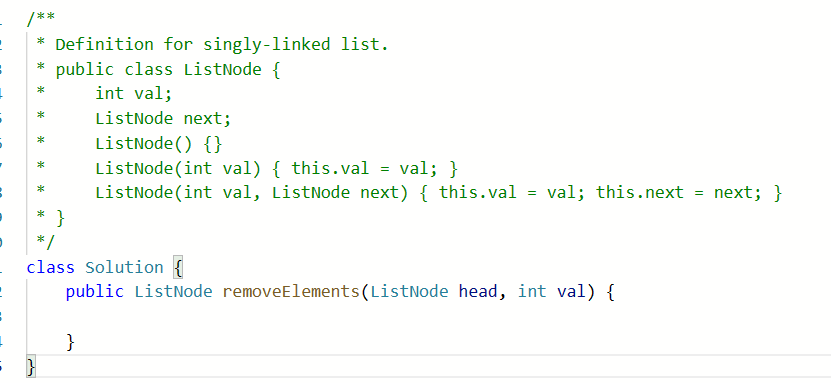 /**
 * Definition for singly-linked list.
 * public class ListNode {
 *     int val;
 *     ListNode next;
 *     ListNode() {}
 *     ListNode(int val) { this.val = val; }
 *     ListNode(int val, ListNode next) { this.val = val; this.next = next; }
 * }
 */
class Solution {
    public ListNode removeElements(ListNode head, int val) {

    }
}